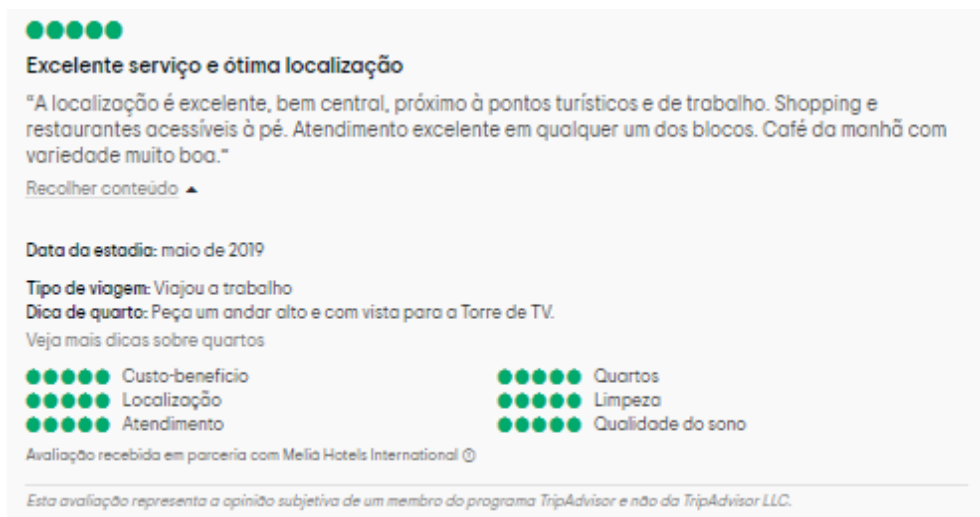 Excelente serviço e ótima localização
"A localização é excelente, bem central, próximo à pontos turísticos e de trabalho. Shopping e
restaurantes acessíveis à pé. Atendimento excelente em qualquer um dos blocos. Café da manhã com
variedade muito boa."
Recolher conteúdo
Data da estadia: maio de 2019
Tipo de viagem: Viajou a trabalho
Dica de quarto: Peça um andar alto e com vista para a Torre de TV.
Veja mais dicas sobre quartos
Custo-benefício Quartos
Localização Limpeza
Atendimento Qualidade do sono
Avaliação recebida em parceria com Melia Hotels International
Esta avaliação representa a opinião subjetiva de um membro do programa TripAdvisor e não da TripAdvisor LLC.